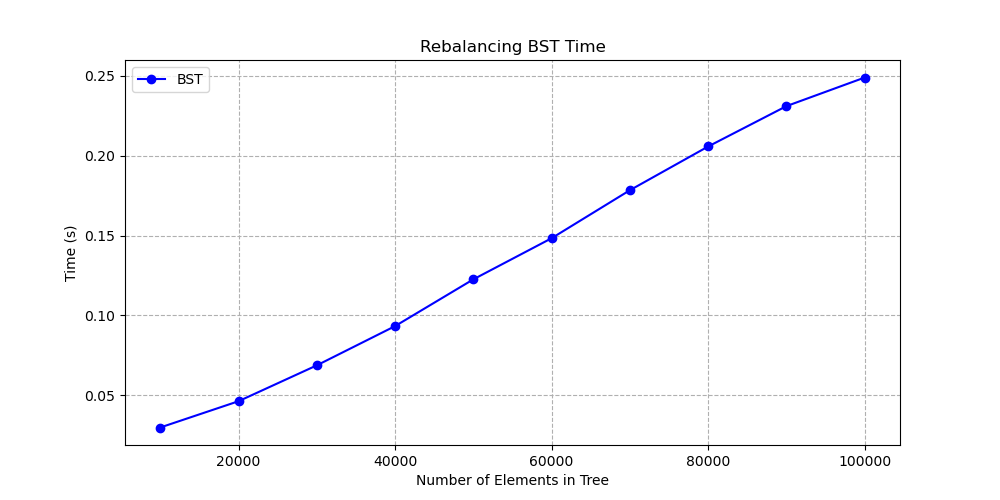 Rebalancing BST Time
BST
0.25
0.20
0.15
0.10
0.05
Time (s)
20000
40000
60000
80000
100000
Number of Elements in Tree